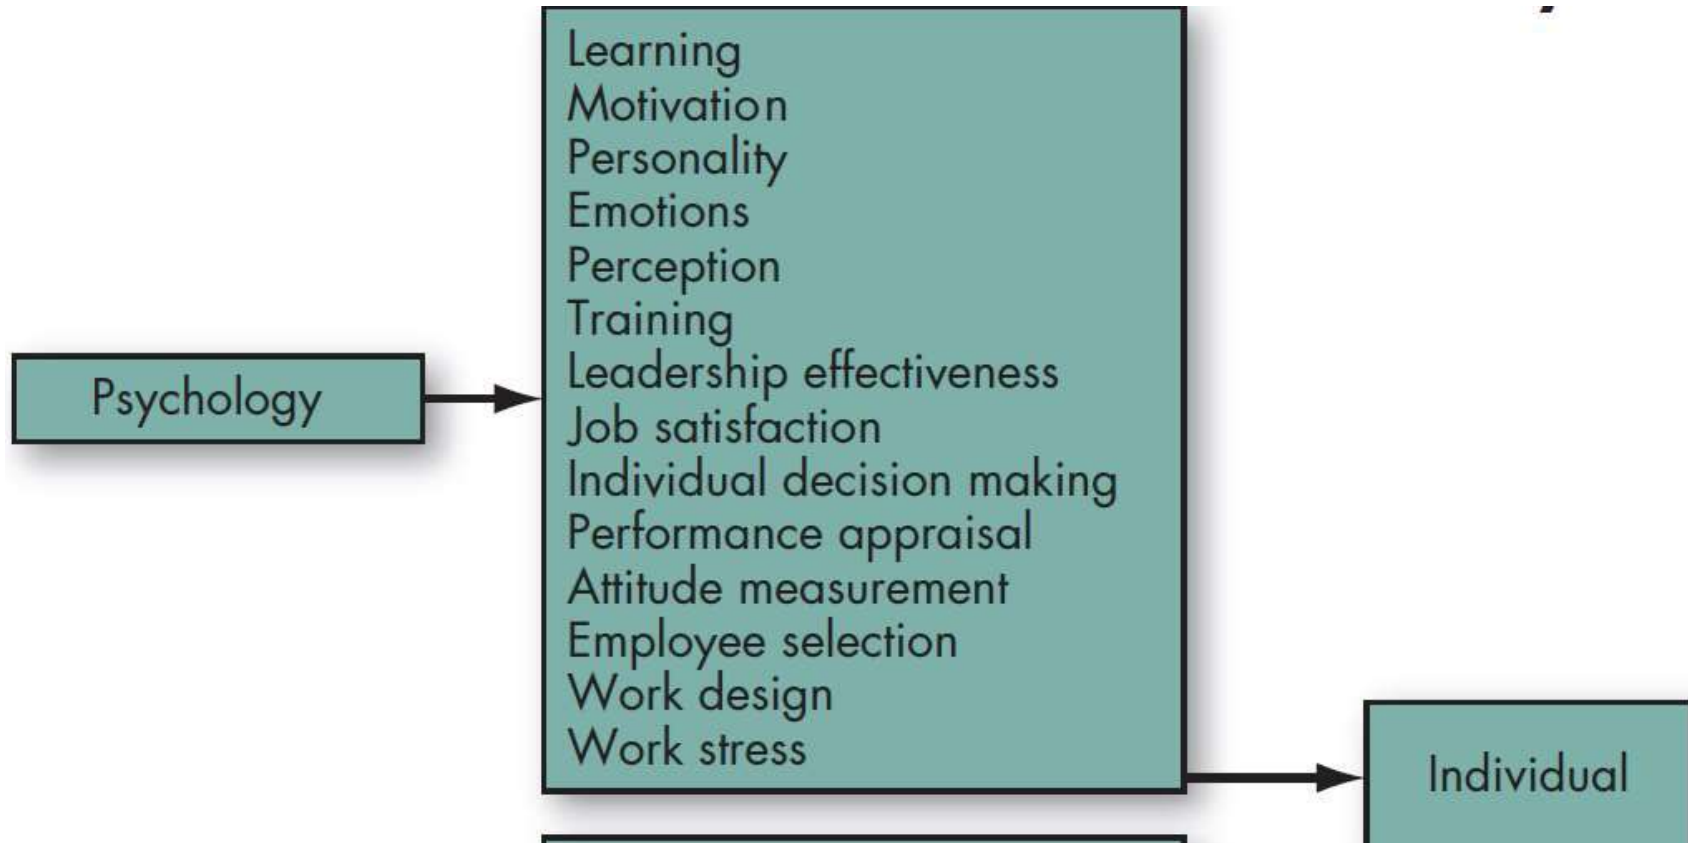 Learning
Motivation
Personality
Emotions
Perception
Training
Leadership effectiveness
Psychology
Job satisfaction
Individual decision making
Performance appraisal
Attitude measurement
Employee selection
Work design
Work stress
Individual